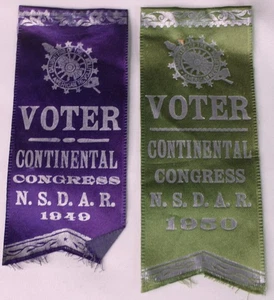 VOTER
CONTINENTAL
CONGRESS
N. S. D. A. R.
1949
VOTER
CONTINENTAL
CONGRESS
N. S. D. A. R.
1950